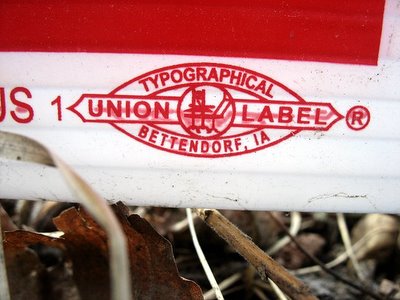 TYPOGRAPHICAL
US 1 UNION LABEL ®
BETTENDORF, IA